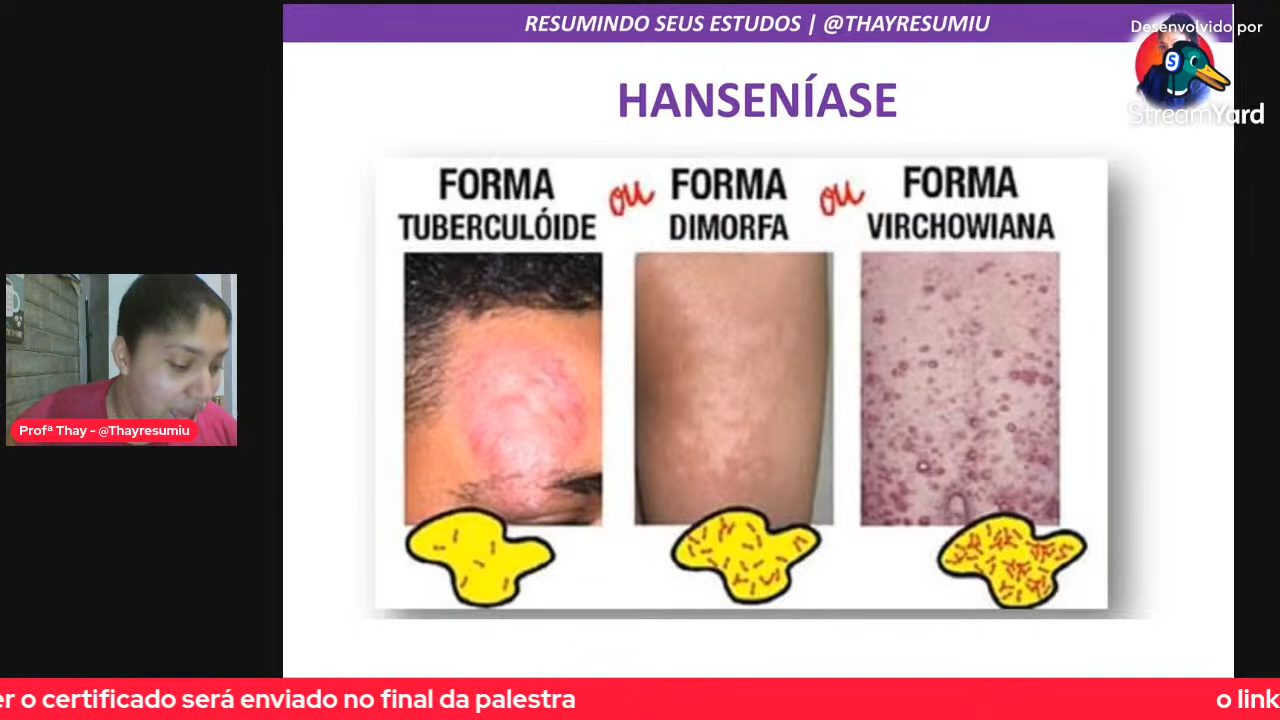 RESUMINDO SEUS ESTUDOS | @THAYRESUMIU
Desenvolvido por
S
StreamYard
HANSENÍASE
FORMA
TUBERCULÓIDE
ou
FORMA
DIMORFA
ou
FORMA
VIRCHOWIANA
Profª Thay - @Thayresumiu
er o certificado será enviado no final da palestra
o link